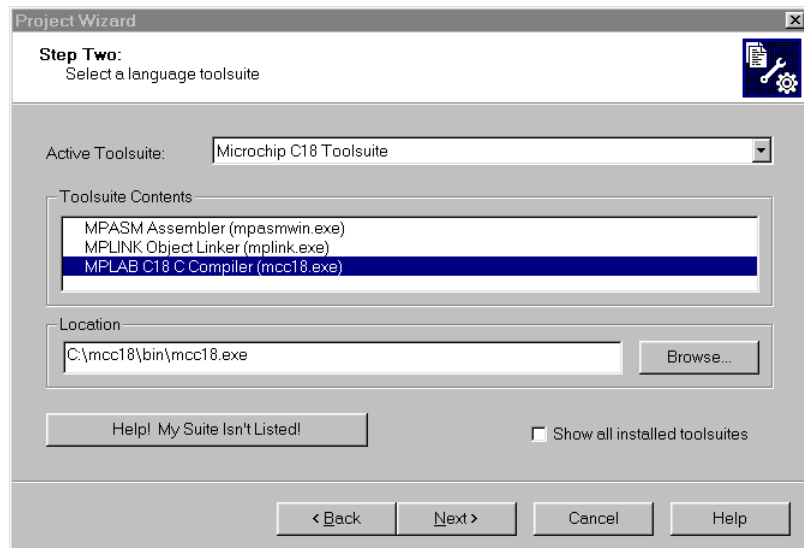 Project Wizard
Step Two:
Select a language toolsuite
Active Toolsuite: Microchip C18 Toolsuite
Toolsuite Contents
MPASM Assembler (mpasmwin.exe)
MPLINK Object Linker (mplink.exe)
MPLAB C18 C Compiler (mcc18.exe)
Location
C:\mcc18\bin\mcc18.exe Browse...
Help! My Suite Isn't Listed! Show all installed toolsuites
< Back Next > Cancel Help